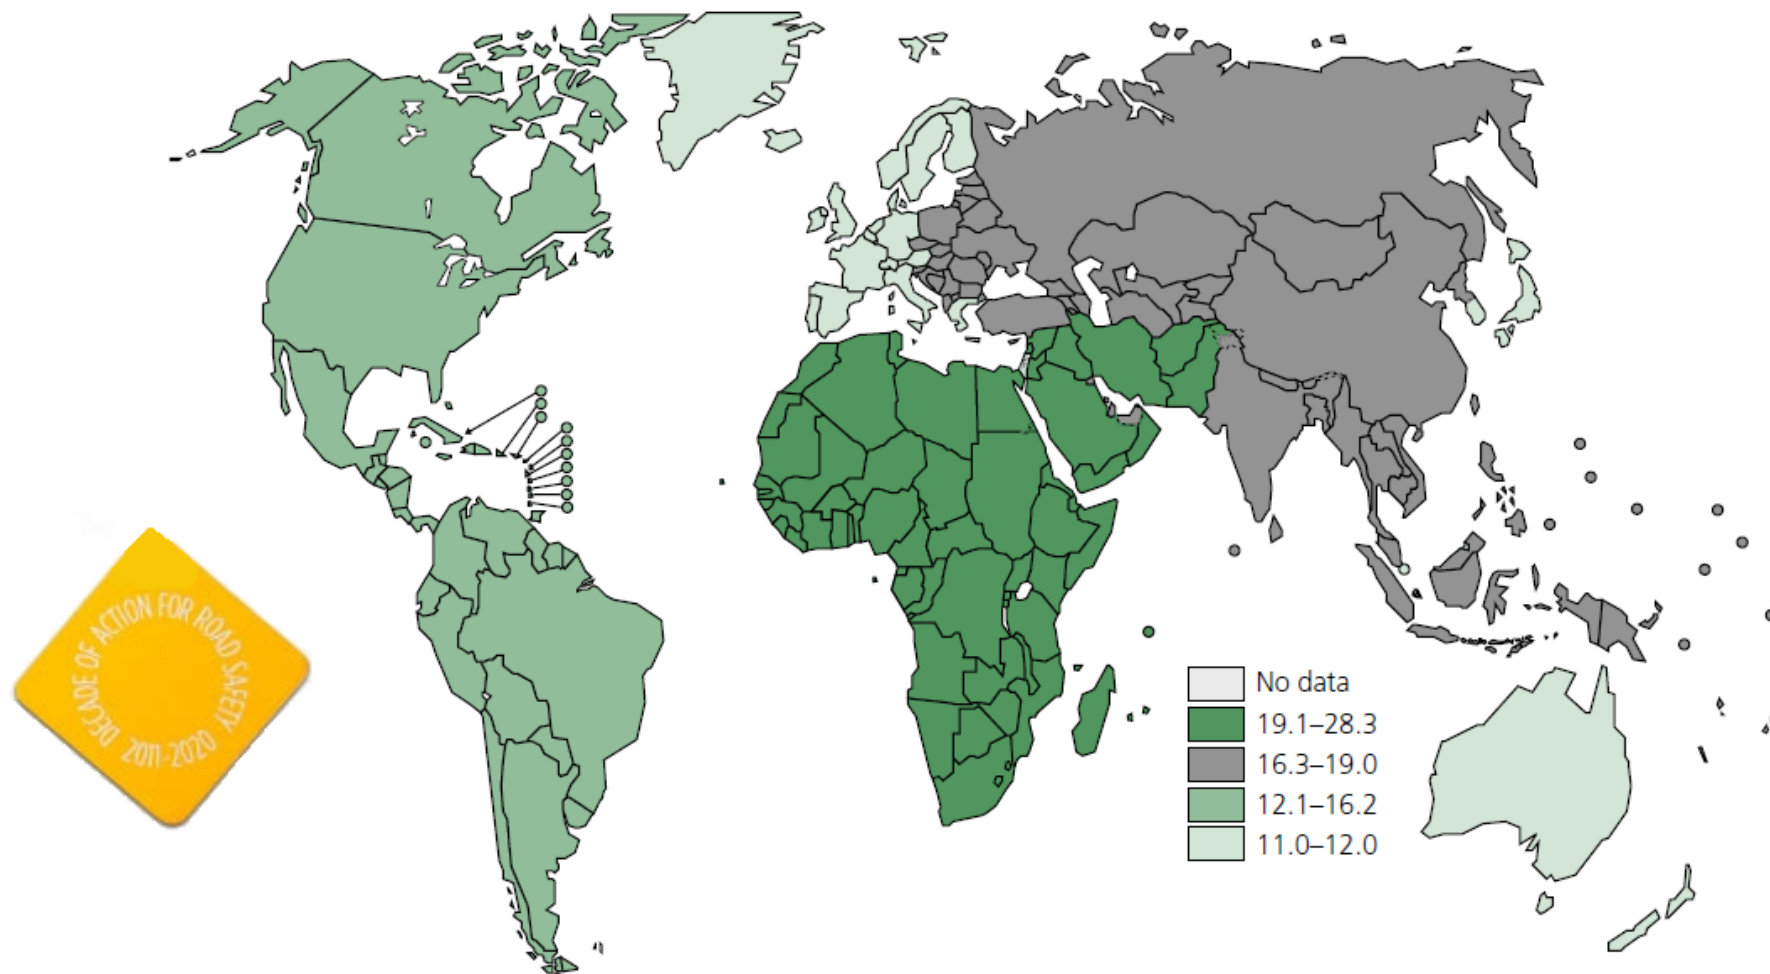 DECADE OF ACTION FOR ROAD SAFETY
2011-2020
No data
19.1–28.3
16.3–19.0
12.1–16.2
11.0–12.0